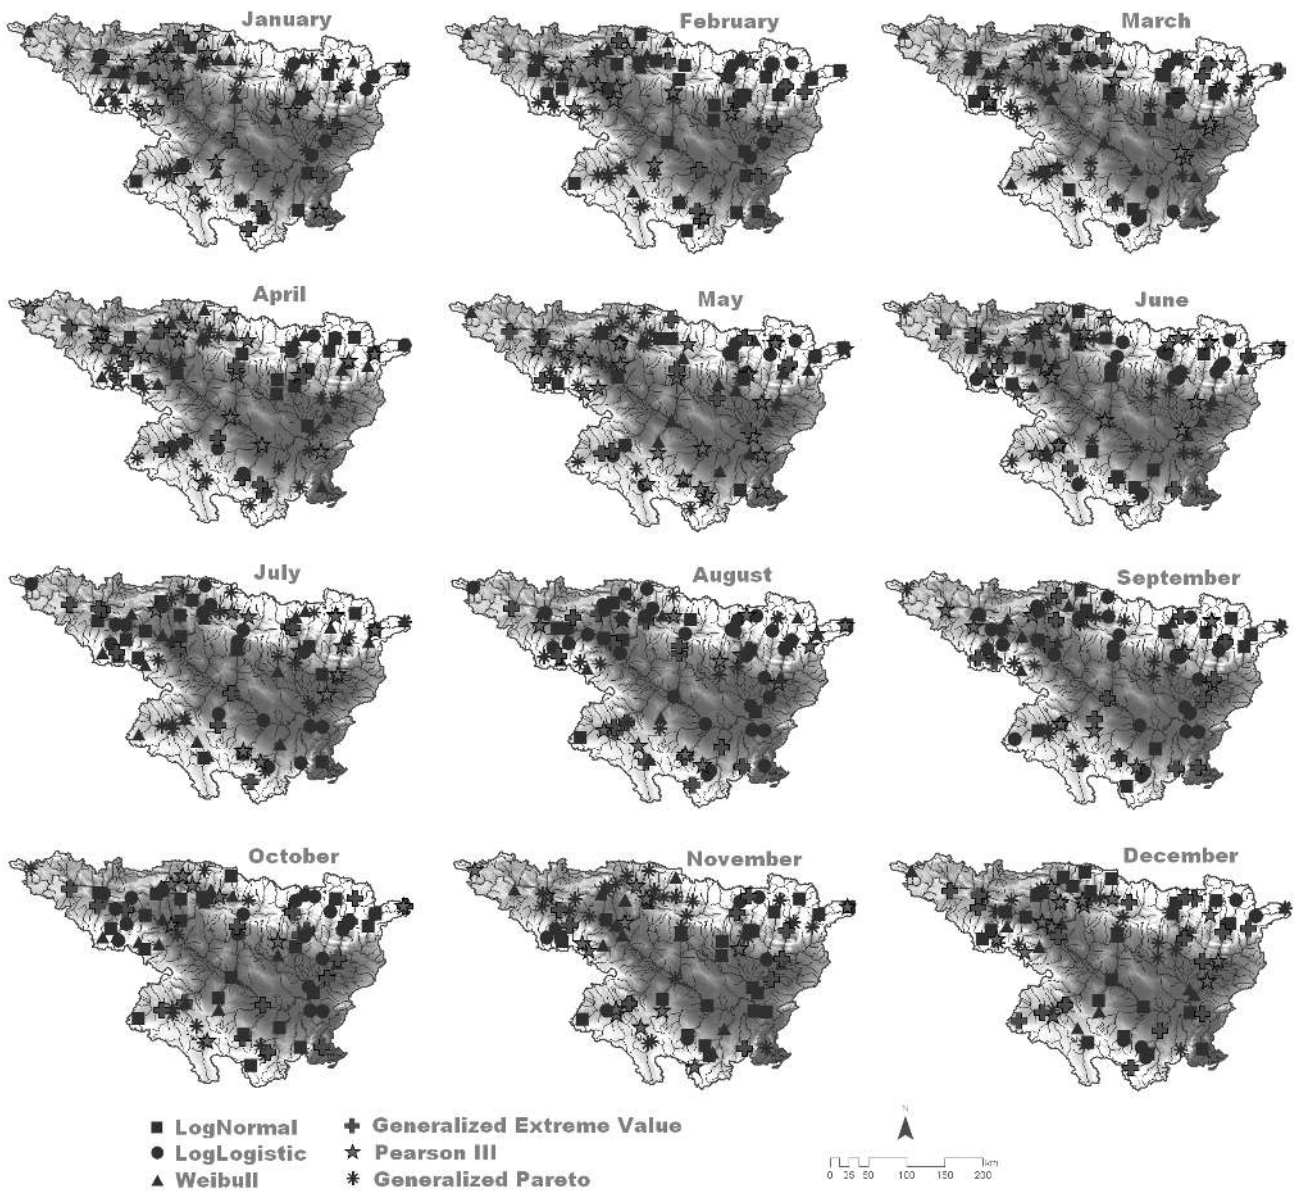 January
February
March
April
May
June
July
August
September
October
November
December
LogNormal
LogLogistic
Weibull
Generalized Extreme Value
Pearson III
Generalized Pareto
N
km
0 25 50 100 150 200